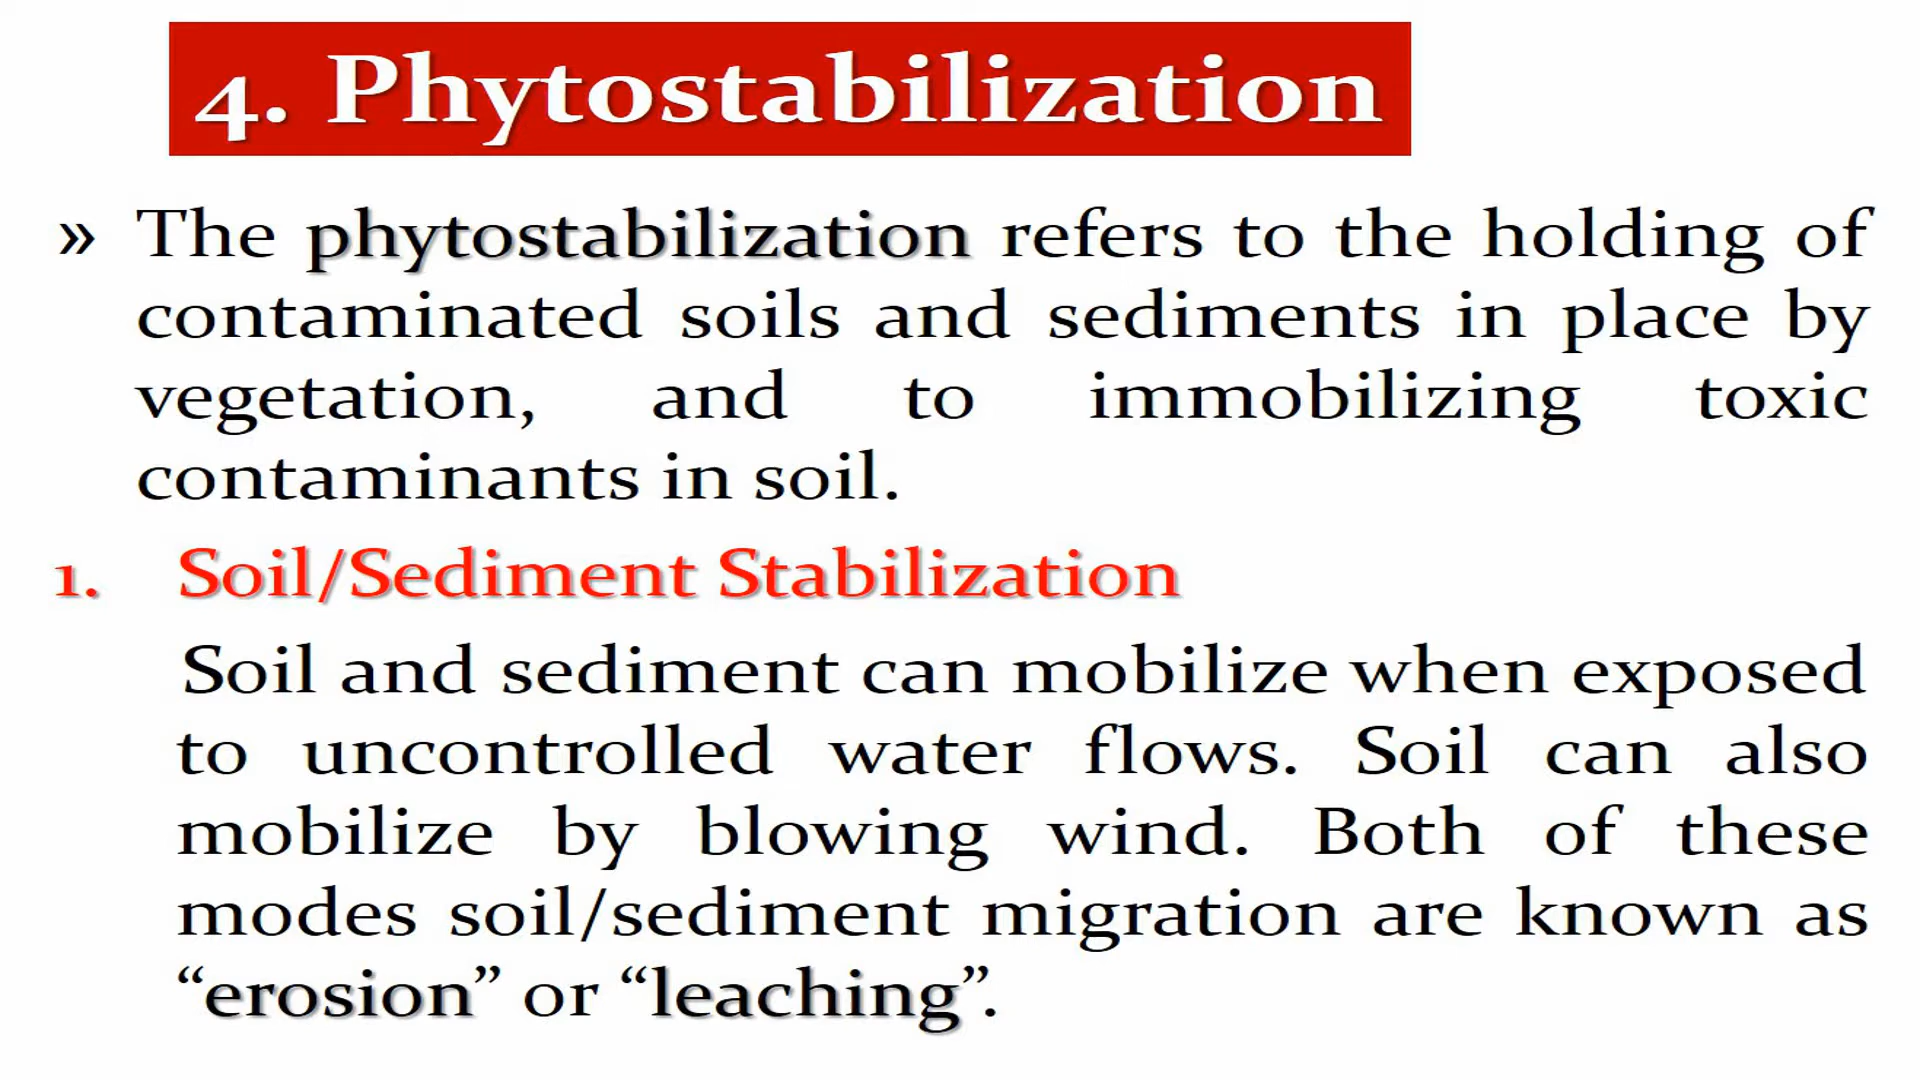 4. Phytostabilization
» The phytostabilization refers to the holding of
contaminated soils and sediments in place by
vegetation, and to immobilizing toxic
contaminants in soil.
1. Soil/Sediment Stabilization
Soil and sediment can mobilize when exposed
to uncontrolled water flows. Soil can also
mobilize by blowing wind. Both of these
modes soil/sediment migration are known as
“erosion” or “leaching”.